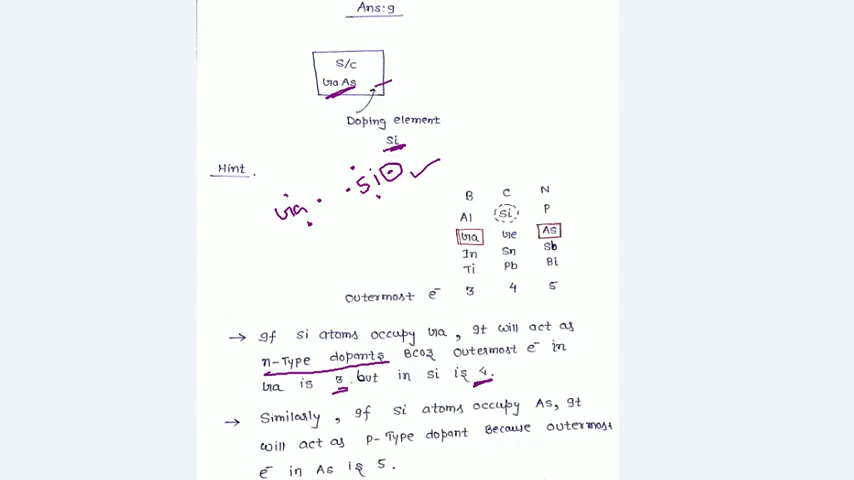 Ans:9
S/c
Ga As
Doping element
Si
Hint.
Ga
Si
B C N
Al Si P
Ga Ge As
In Sn Sb
Ti Pb Bi
outermost e⁻ 3 4 5
→ If Si atoms occupy Ga, It will act as
n-Type dopants BCOZ outermost e⁻ in
Ga is 3 but in Si is 4.
→ Similarly, If Si atoms occupy As, It
will act as P-Type dopant Because outermost
e⁻ in As is 5.